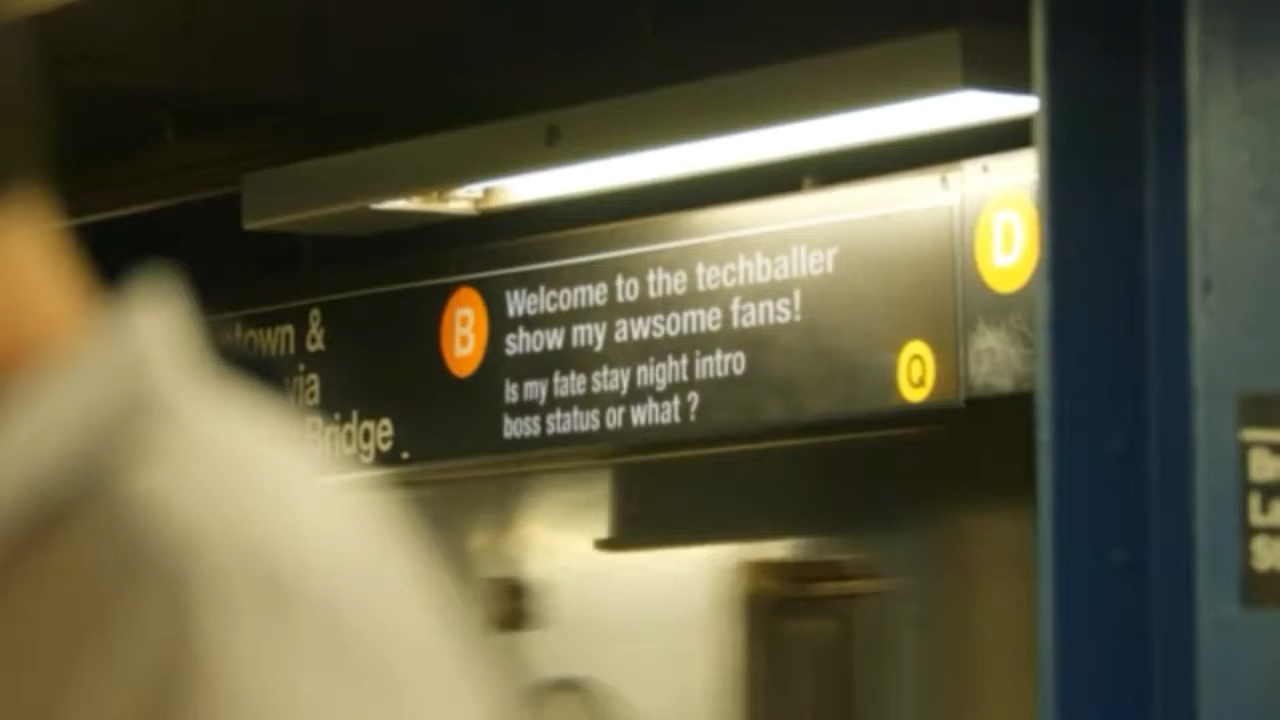 town &
via
Bridge .
B
Welcome to the techballer
show my awsome fans!
Is my fate stay night intro
boss status or what ?
Q
D